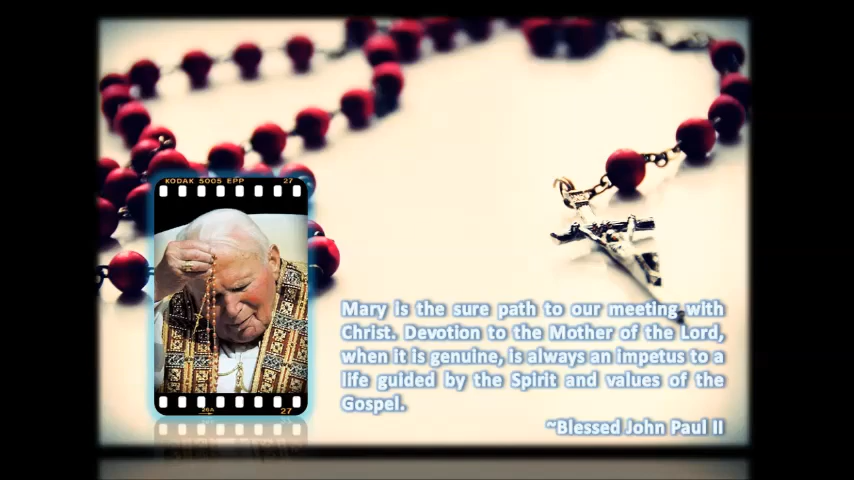 KODAK 5005 EPP 27
Mary is the sure path to our meeting with
Christ. Devotion to the Mother of the Lord,
when it is genuine, is always an impetus to a
life guided by the Spirit and values of the
Gospel.
~Blessed John Paul II
26A 27